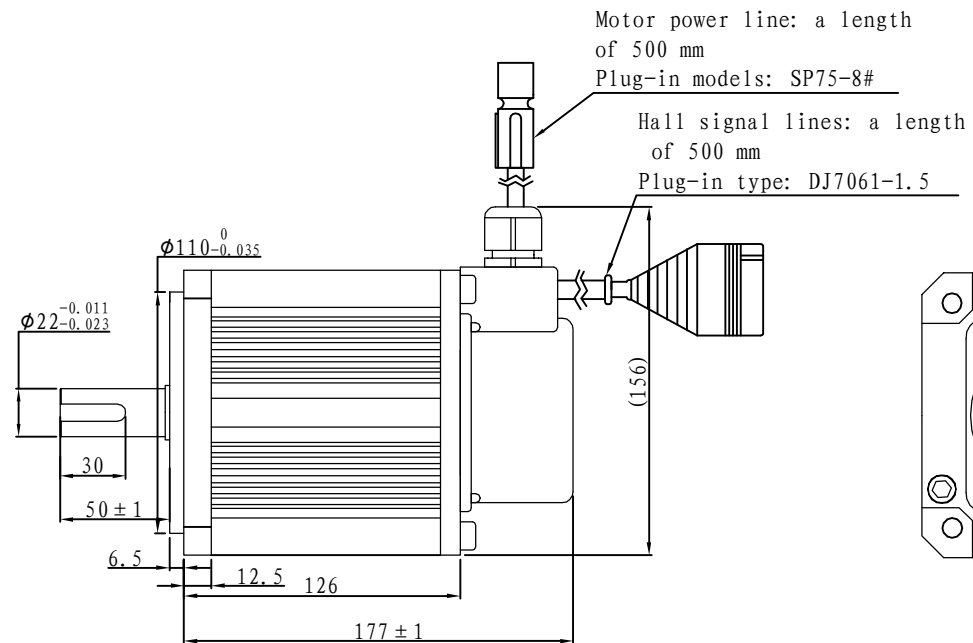 Motor power line: a length
of 500 mm
Plug-in models: SP75-8#
Hall signal lines: a length
of 500 mm
Plug-in type: DJ7061-1.5
ϕ110 0 -0.035
ϕ22 -0.011 -0.023
(156)
30
50±1
6.5
12.5
126
177±1